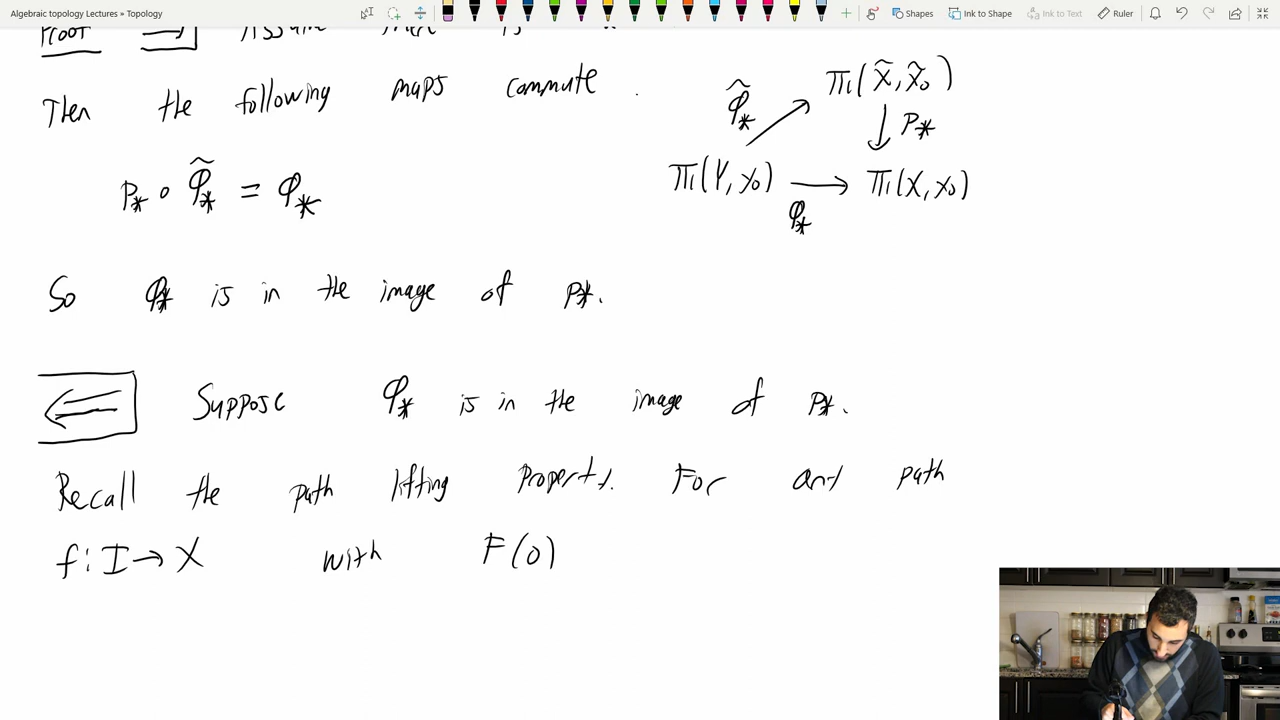 Algebraic topology Lectures » Topology
Shapes
Ink to Shape
Ink to Text
Ruler
Proof
Then the following maps commute .
p* ∘ φ̃* = φ*
π₁(X̃, x̃₀)
φ̃*
p*
π₁(Y, y₀) → π₁(X, x₀)
φ*
So φ* is in the image of p*.
⇐ Suppose φ* is in the image of p*.
Recall the path lifting property. For any path
f: I → X with F(0)